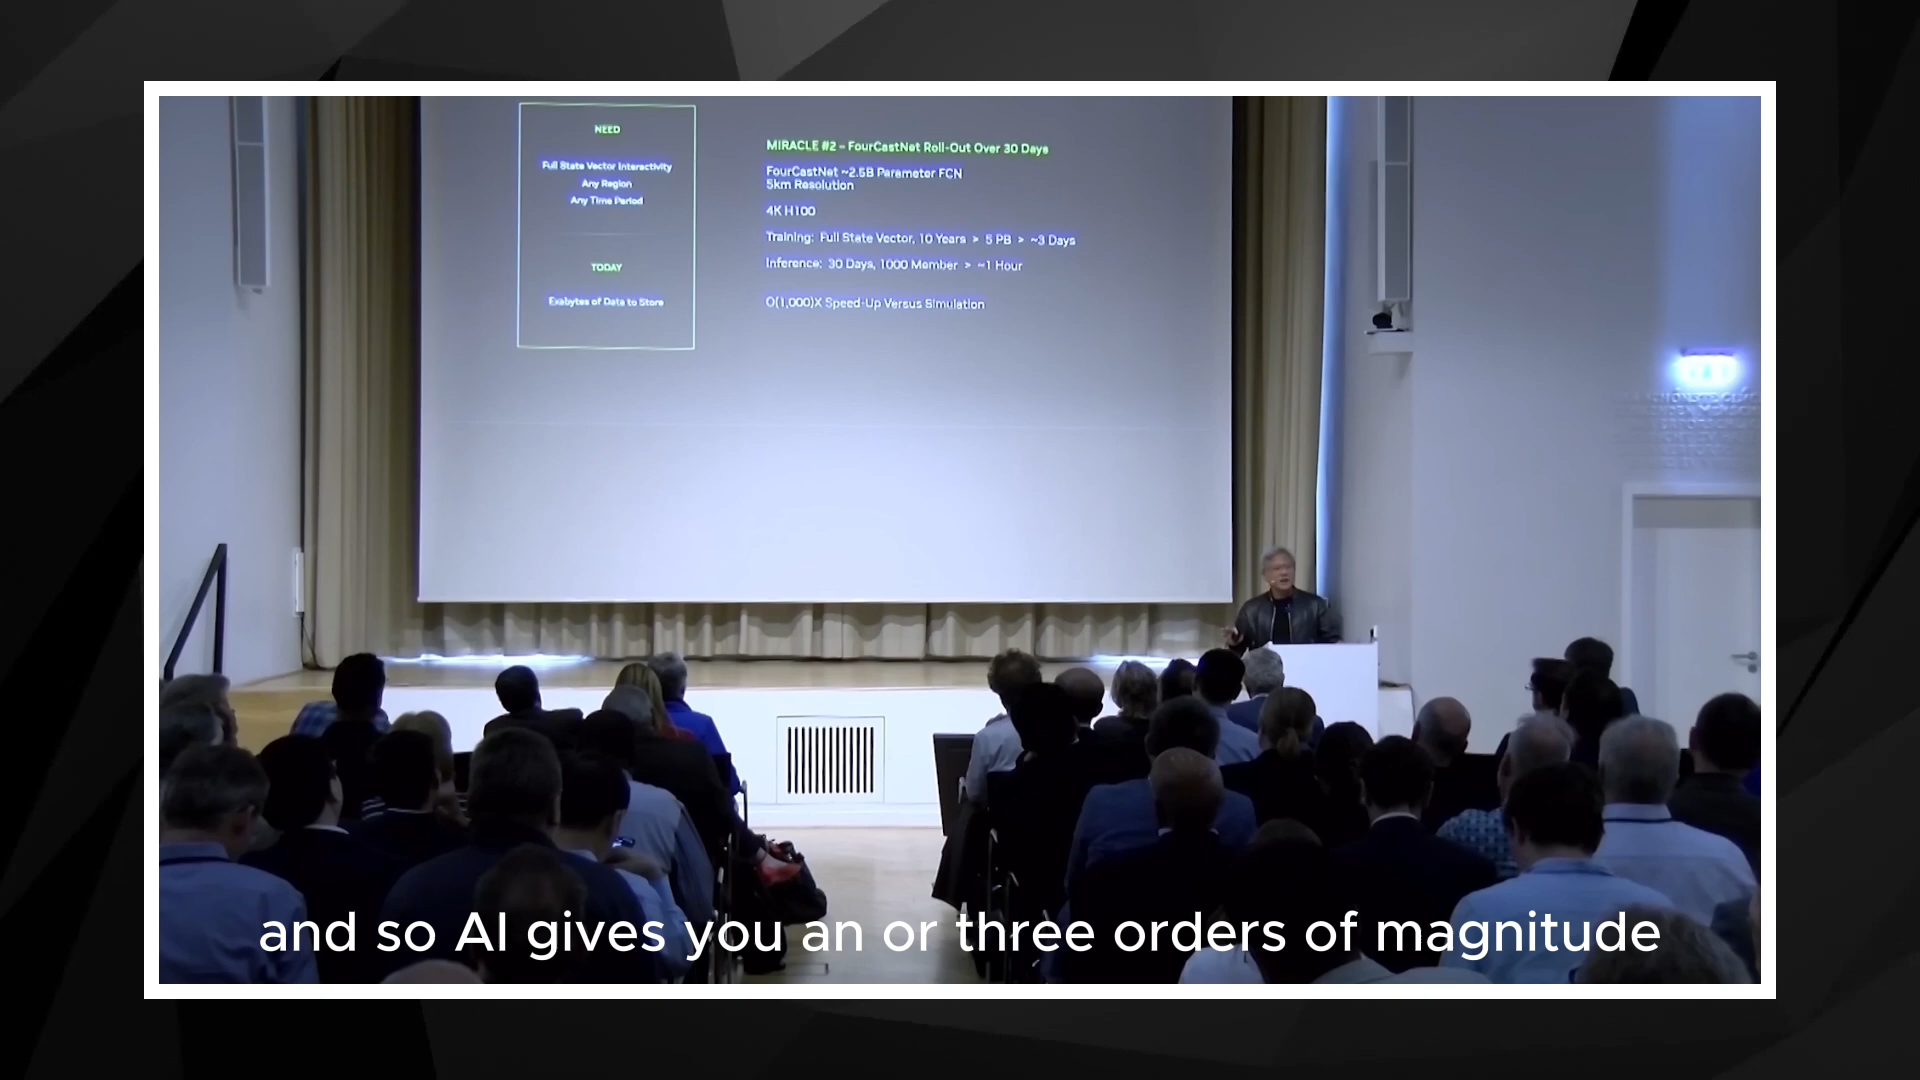 NEED
Full State Vector Interactivity
Any Region
Any Time Period
TODAY
Exabytes of Data to Store
MIRACLE #2 – FourCastNet Roll-Out Over 30 Days
FourCastNet ~2.5B Parameter FCN
5km Resolution
4K H100
Training: Full State Vector, 10 Years > 5 PB > ~3 Days
Inference: 30 Days, 1000 Member > ~1 Hour
O(1,000)X Speed-Up Versus Simulation
and so AI gives you an or three orders of magnitude